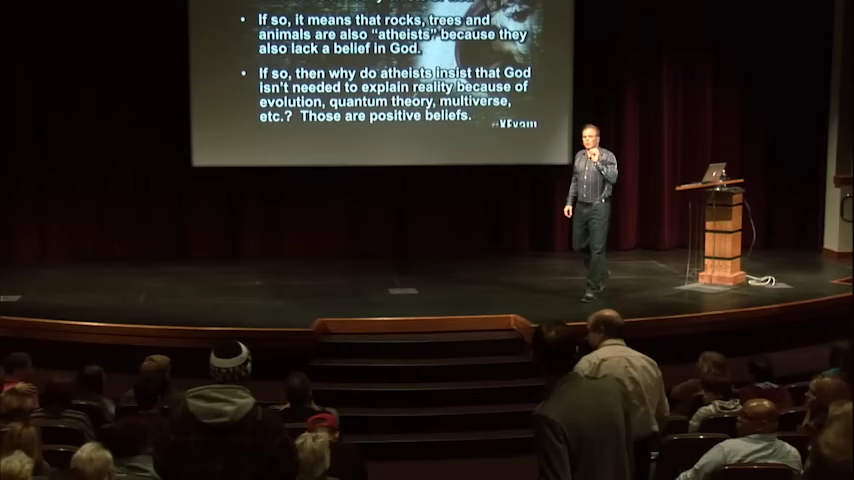 • If so, it means that rocks, trees and
animals are also "atheists" because they
also lack a belief in God.
• If so, then why do atheists insist that God
isn't needed to explain reality because of
evolution, quantum theory, multiverse,
etc.? Those are positive beliefs.